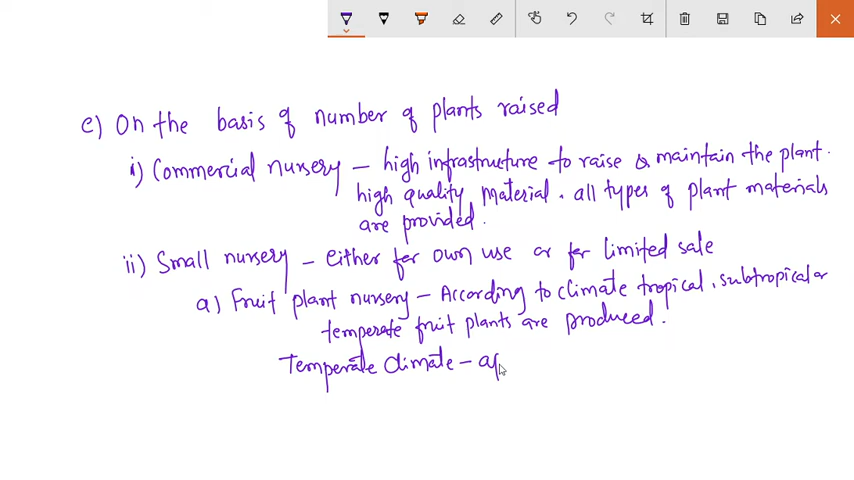 c) On the basis of number of plants raised
i) Commercial nursery - high infrastructure to raise & maintain the plant.
high quality material. all types of plant materials
are provided.
ii) Small nursery - either for own use or for limited sale
a) Fruit plant nursery - According to climate tropical, subtropical or
temperate fruit plants are produced.
Temperate climate - ap